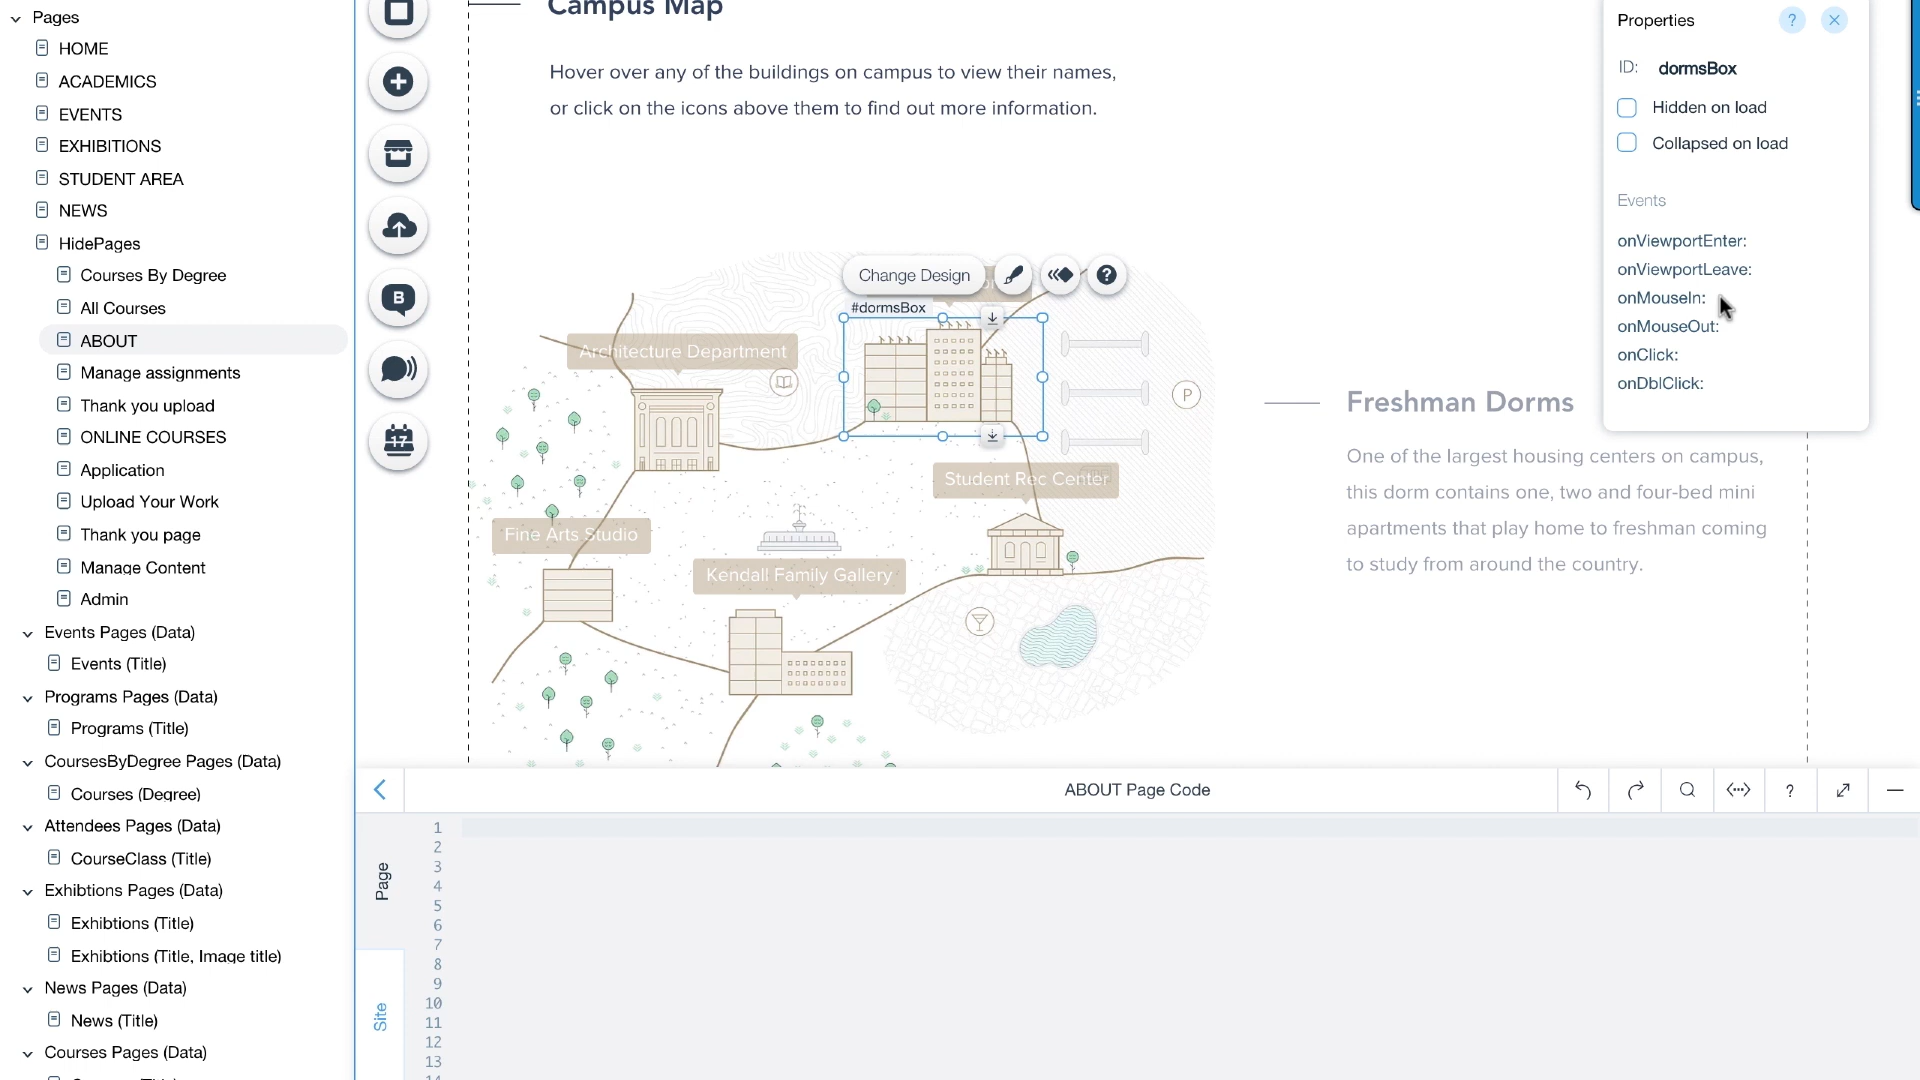 Pages
HOME
ACADEMICS
EVENTS
EXHIBITIONS
STUDENT AREA
NEWS
HidePages
Courses By Degree
All Courses
ABOUT
Manage assignments
Thank you upload
ONLINE COURSES
Application
Upload Your Work
Thank you page
Manage Content
Admin
Events Pages (Data)
Events (Title)
Programs Pages (Data)
Programs (Title)
CoursesByDegree Pages (Data)
Courses (Degree)
Attendees Pages (Data)
CourseClass (Title)
Exhibtions Pages (Data)
Exhibtions (Title)
Exhibtions (Title, Image title)
News Pages (Data)
News (Title)
Courses Pages (Data)
B
17
Campus Map
Hover over any of the buildings on campus to view their names,
or click on the icons above them to find out more information.
Change Design
?
#dormsBox
Architecture Department
P
Student Rec Center
Fine Arts Studio
Kendall Family Gallery
Freshman Dorms
One of the largest housing centers on campus,
this dorm contains one, two and four-bed mini
apartments that play home to freshman coming
to study from around the country.
Properties
?
ID: dormsBox
Hidden on load
Collapsed on load
Events
onViewportEnter:
onViewportLeave:
onMouseIn:
onMouseOut:
onClick:
onDblClick:
ABOUT Page Code
?
Page
Site
1
2
3
4
5
6
7
8
9
10
11
12
13
14